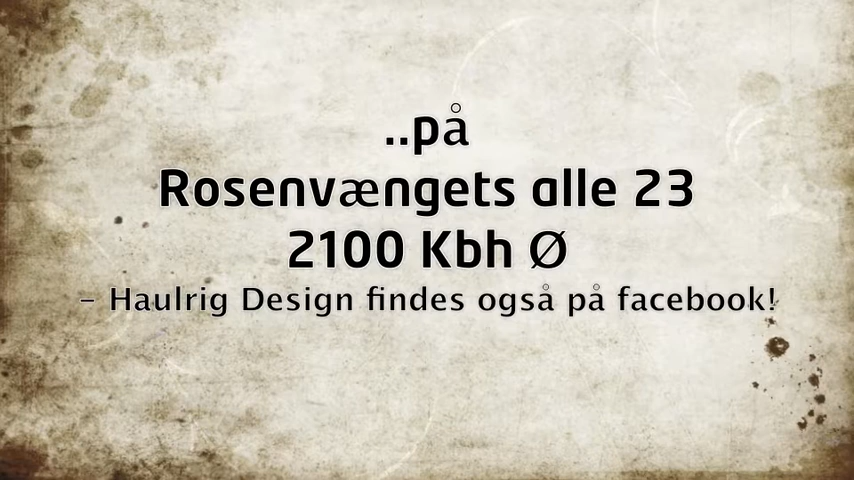 ..på
Rosenvængets alle 23
2100 Kbh Ø
- Haulrig Design findes også på facebook!